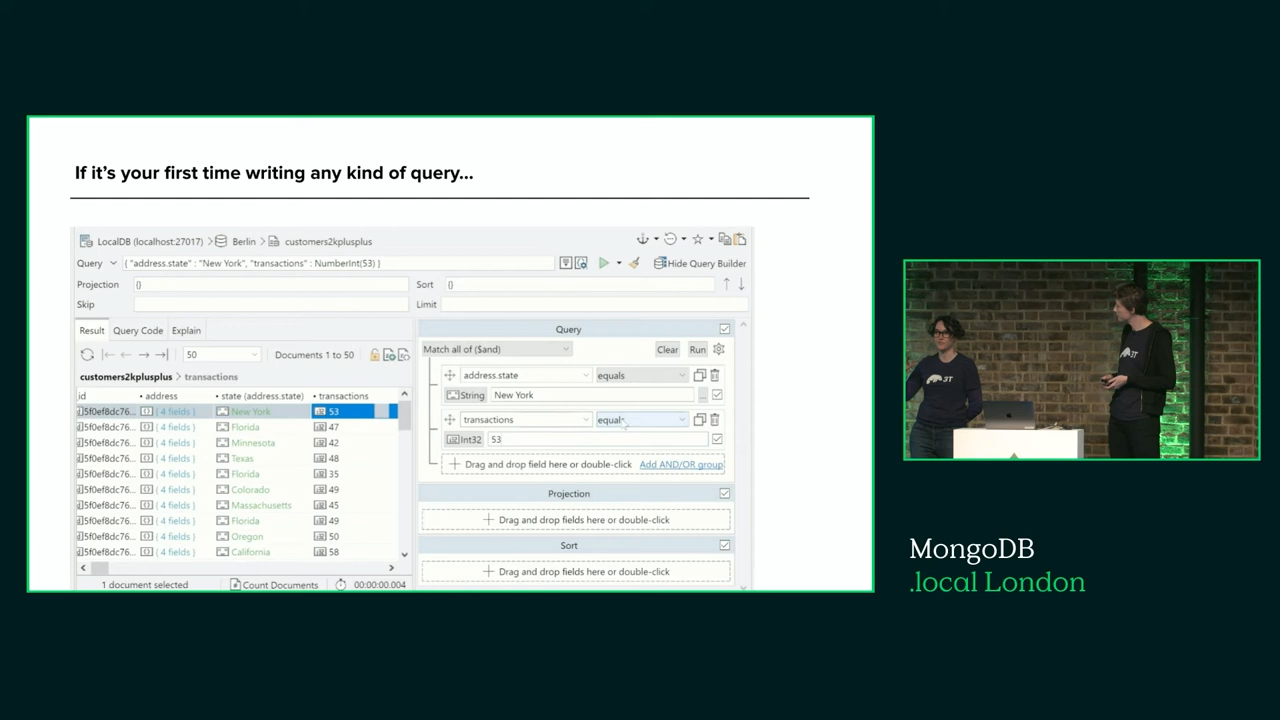 If it's your first time writing any kind of query...
LocalDB (localhost:27017) Berlin customers2kplusplus
Query { "address.state" : "New York", "transactions" : NumberInt(53) } Hide Query Builder
Projection {} Sort {}
Skip Limit
Result Query Code Explain
50 Documents 1 to 50
customers2kplusplus > transactions
id address state (address.state) transactions
5f0ef8dc76... { 4 fields } New York 53
5f0ef8dc76... { 4 fields } Florida 47
5f0ef8dc76... { 4 fields } Minnesota 42
5f0ef8dc76... { 4 fields } Texas 48
5f0ef8dc76... { 4 fields } Florida 35
5f0ef8dc76... { 4 fields } Colorado 49
5f0ef8dc76... { 4 fields } Massachusetts 45
5f0ef8dc76... { 4 fields } Florida 49
5f0ef8dc76... { 4 fields } Oregon 50
5f0ef8dc76... { 4 fields } California 58
1 document selected Count Documents 00:00:00.004
Query
Match all of ($and) Clear Run
address.state equals
String New York ...
transactions equals
Int32 53
Drag and drop field here or double-click Add AND/OR group
Projection
Drag and drop fields here or double-click
Sort
Drag and drop fields here or double-click
3T
3T
MongoDB
.local London